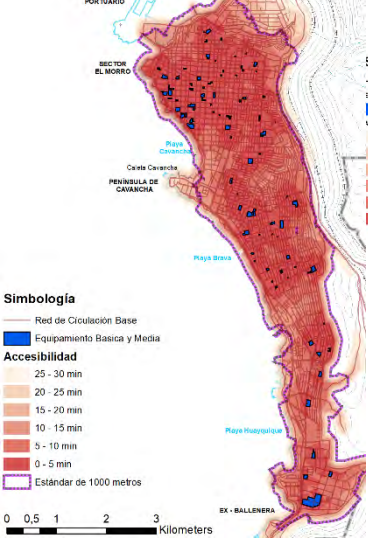 PORTUARIO
SECTOR
EL MORRO
Playa
Cavancha
Caleta Cavancha
PENÍNSULA DE
CAVANCHA
Playa Brava
Simbología
Red de Ciculación Base
Equipamiento Basica y Media
Accesibilidad
25 - 30 min
20 - 25 min
15 - 20 min
10 - 15 min
5 - 10 min
0 - 5 min
Estándar de 1000 metros
Playa Huayquique
EX - BALLENERA
0 0,5 1 2 3
Kilometers